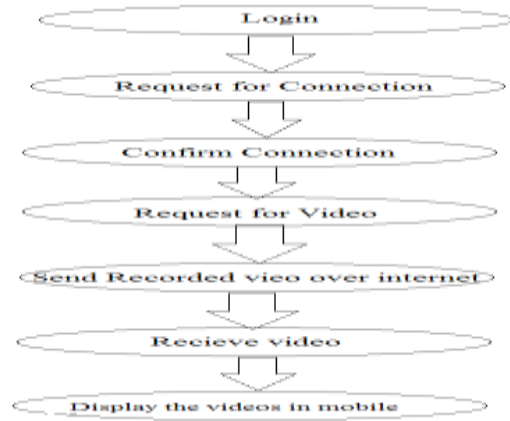 Login
Request for Connection
Confirm Connection
Request for Video
Send Recorded vieo over internet
Recieve video
Display the videos in mobile